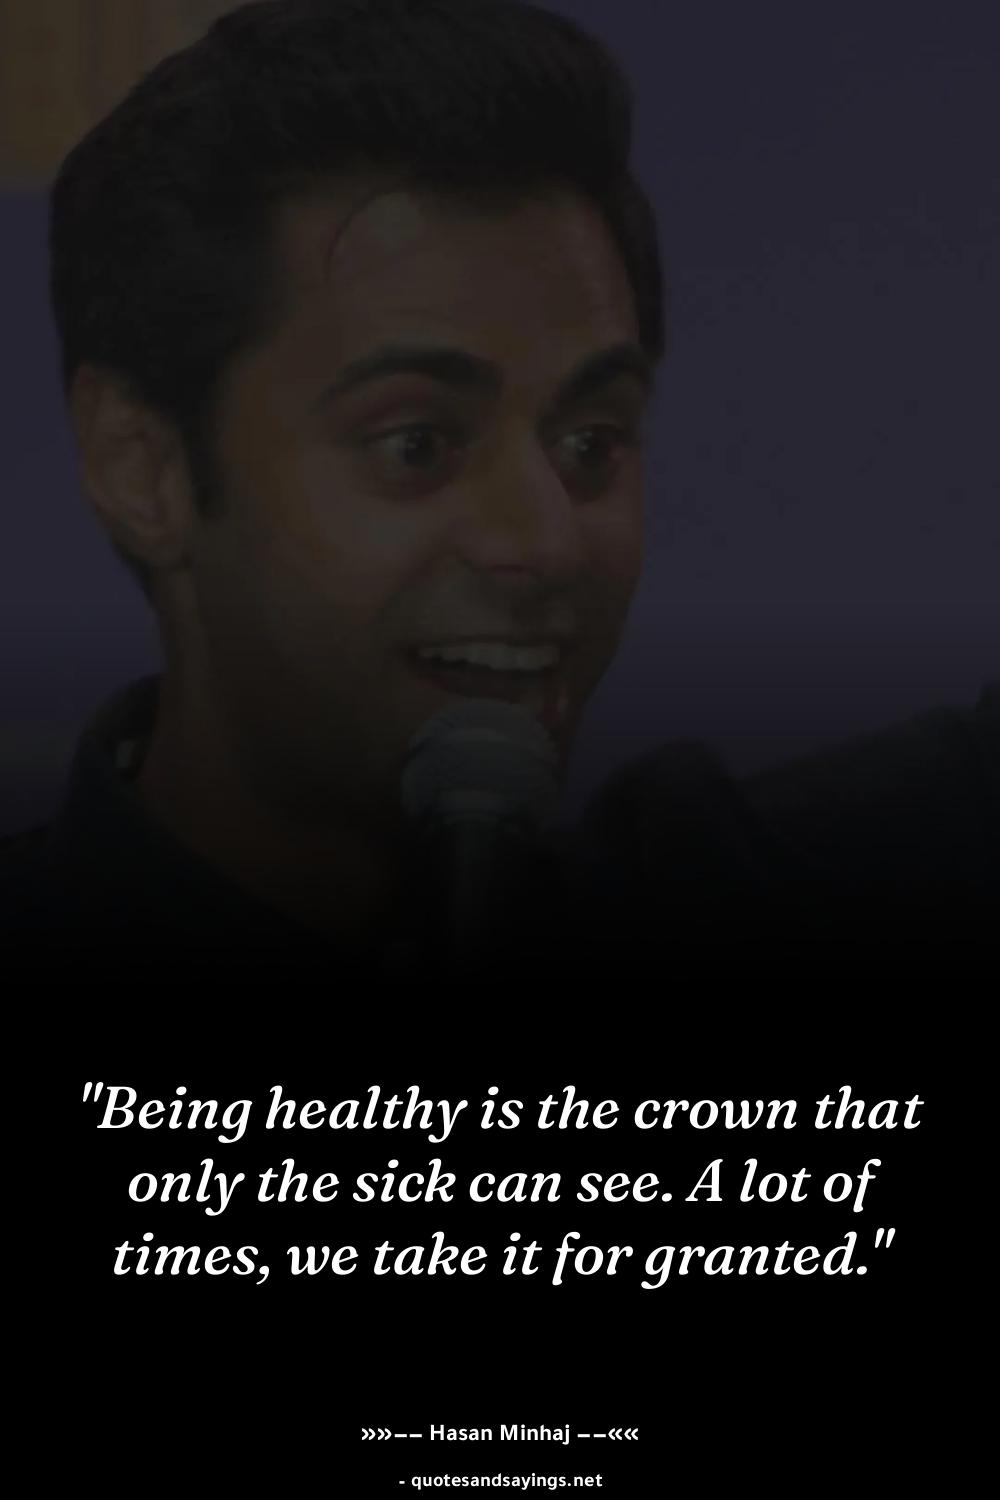 "Being healthy is the crown that
only the sick can see. A lot of
times, we take it for granted."
»»−− Hasan Minhaj −−««
- quotesandsayings.net